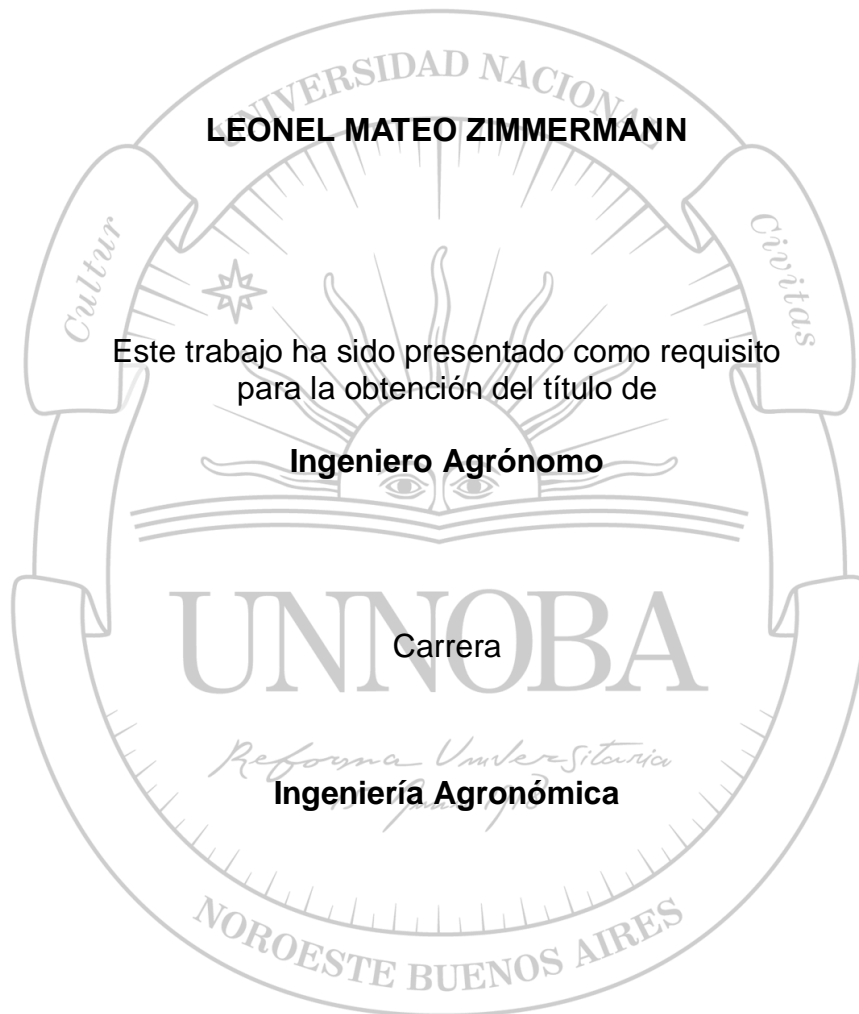 UNIVERSIDAD NACIONAL
LEONEL MATEO ZIMMERMANN
Cultur
Civitas
Este trabajo ha sido presentado como requisito
para la obtención del título de
Ingeniero Agrónomo
UNNOBA
Carrera
Reforma Universitaria
Ingeniería Agronómica
NOROESTE BUENOS AIRES